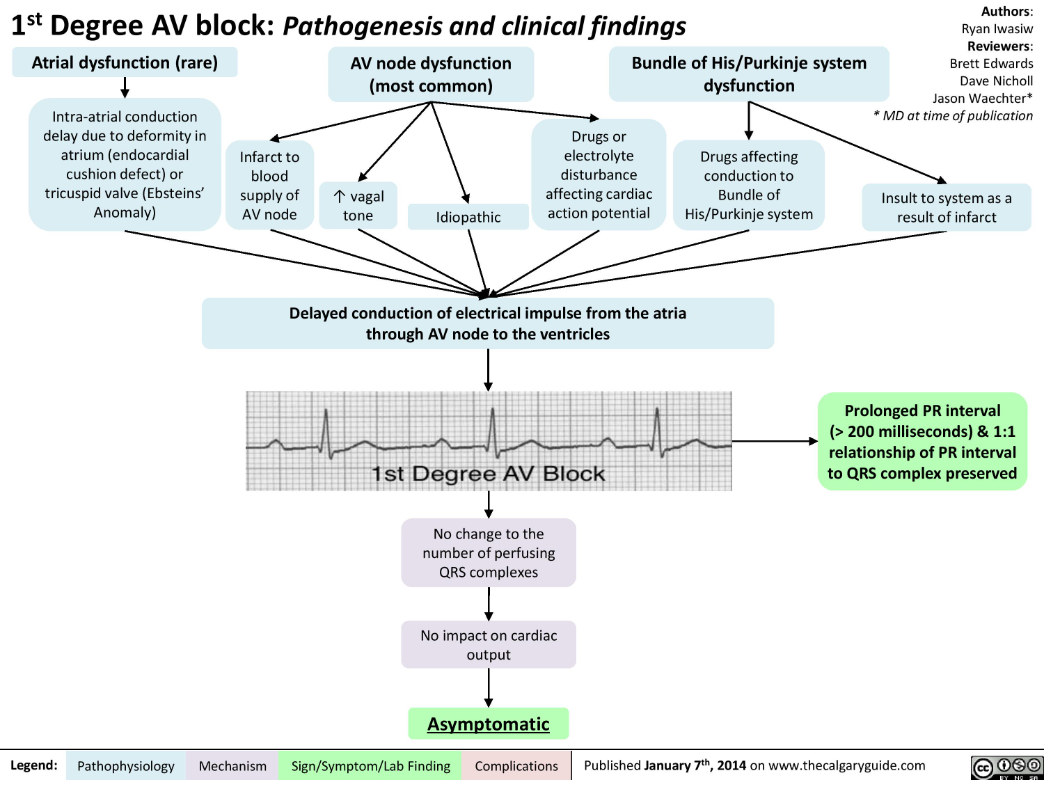 1st Degree AV block: Pathogenesis and clinical findings
Authors:
Ryan Iwasiw
Reviewers:
Brett Edwards
Dave Nicholl
Jason Waechter*
* MD at time of publication
Atrial dysfunction (rare)
AV node dysfunction
(most common)
Bundle of His/Purkinje system
dysfunction
Intra-atrial conduction
delay due to deformity in
atrium (endocardial
cushion defect) or
tricuspid valve (Ebsteins’
Anomaly)
Infarct to
blood
supply of
AV node
↑ vagal
tone
Idiopathic
Drugs or
electrolyte
disturbance
affecting cardiac
action potential
Drugs affecting
conduction to
Bundle of
His/Purkinje system
Insult to system as a
result of infarct
Delayed conduction of electrical impulse from the atria
through AV node to the ventricles
1st Degree AV Block
Prolonged PR interval
(> 200 milliseconds) & 1:1
relationship of PR interval
to QRS complex preserved
No change to the
number of perfusing
QRS complexes
No impact on cardiac
output
Asymptomatic
Legend: Pathophysiology Mechanism Sign/Symptom/Lab Finding Complications Published January 7th, 2014 on www.thecalgaryguide.com
cc BY NC SA